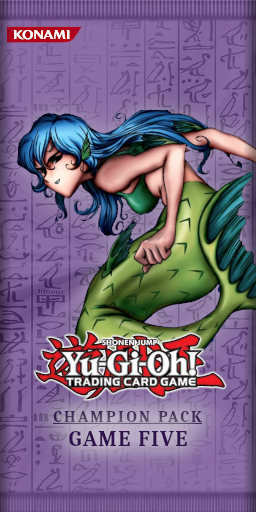 KONAMI
SHONEN JUMP
Yu-Gi-Oh!
TRADING CARD GAME
CHAMPION PACK
GAME FIVE